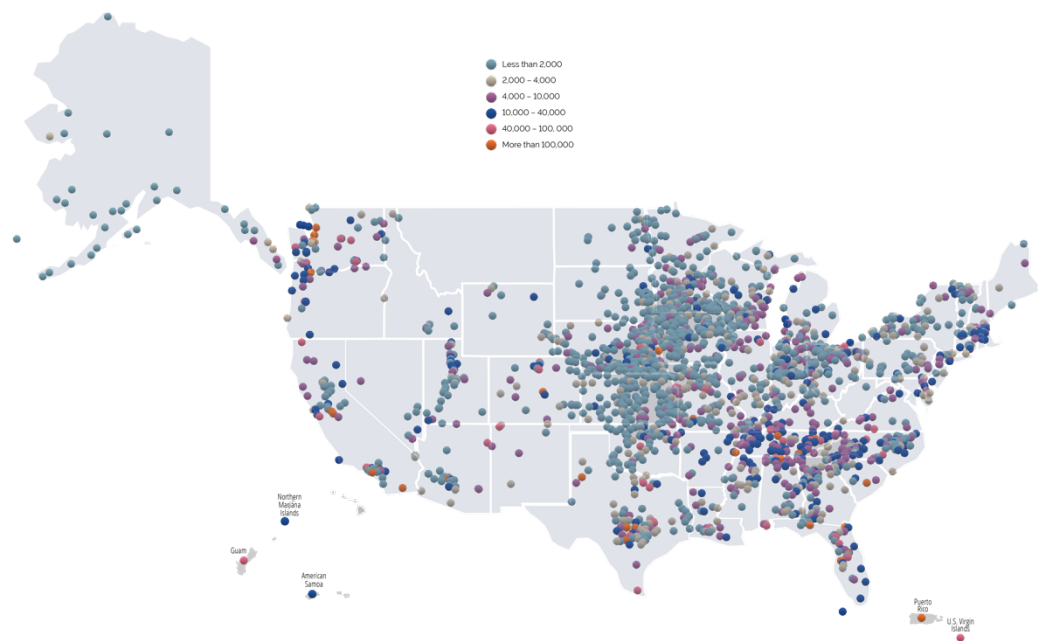 Less than 2,000
2,000 – 4,000
4,000 – 10,000
10,000 – 40,000
40,000 – 100, 000
More than 100,000
Northern
Mariana
Islands
Guam
American
Samoa
Puerto
Rico
U.S. Virgin
Islands